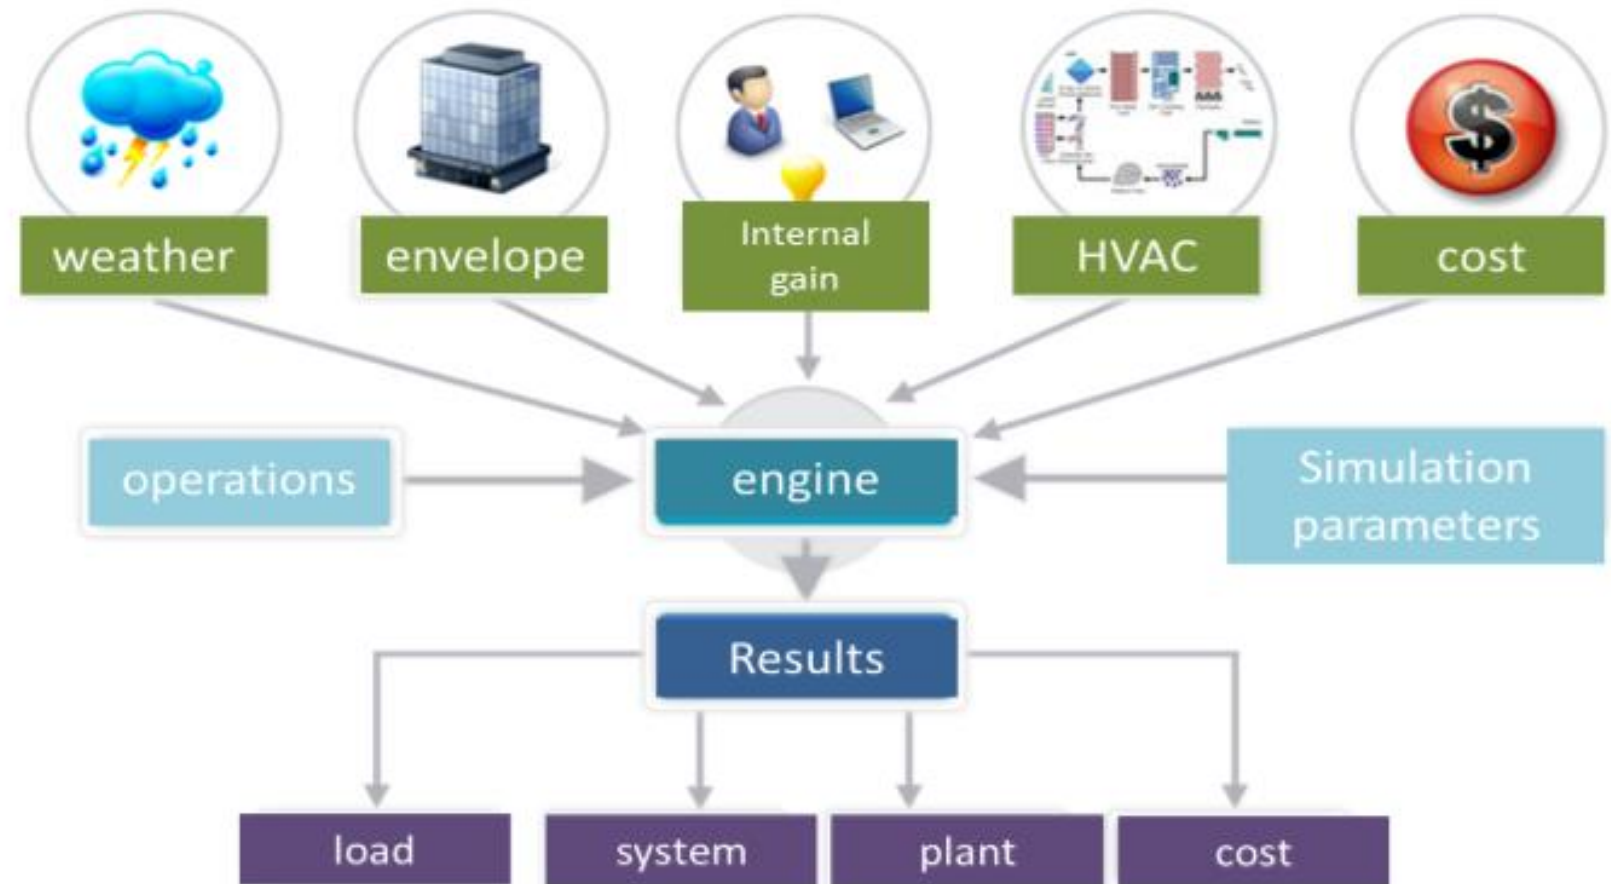 weather
envelope
Internal
gain
HVAC
cost
operations
engine
Simulation
parameters
Results
load
system
plant
cost